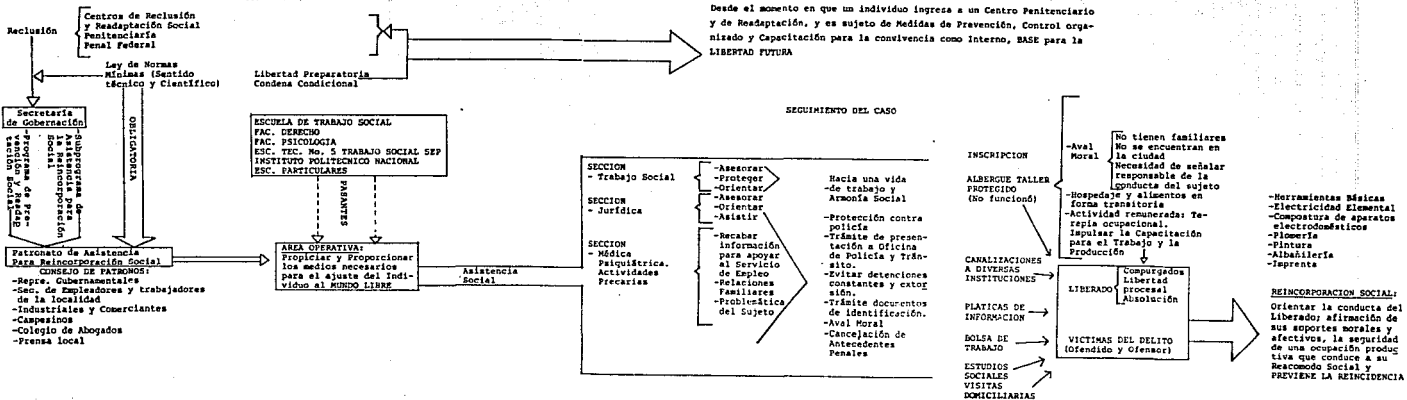 Reclusión
Centros de Reclusión
y Readaptación Social
Penitenciaría
Penal Federal
Ley de Normas
Mínimas (Sentido
técnico y Científico)
Libertad Preparatoria
Condena Condicional
Desde el momento en que un individuo ingresa a un Centro Penitenciario
y de Readaptación, y es sujeto de Medidas de Prevención, Control orga-
nizado y Capacitación para la convivencia como Interno, BASE para la
LIBERTAD FUTURA
Secretaría
de Gobernación
-Programa de Pre-
vención y Readap
tación Social
-Subprograma de
Asistencia para
la Reincorporación
Social
OBLIGATORIA
Patronato de Asistencia
Para Reincorporación Social
CONSEJO DE PATRONOS:
-Repre. Gubernamentales
-Sec. de Empleadores y trabajadores
de la localidad
-Industriales y Comerciantes
-Campesinos
-Colegio de Abogados
-Prensa local
ESCUELA DE TRABAJO SOCIAL
FAC. DERECHO
FAC. PSICOLOGIA
ESC. TEC. No. 5 TRABAJO SOCIAL SEP
INSTITUTO POLITECNICO NACIONAL
ESC. PARTICULARES
PASANTES
AREA OPERATIVA:
Propiciar y Proporcionar
los medios necesarios
para el ajuste del Indi-
viduo al MUNDO LIBRE
Asistencia
Social
SEGUIMIENTO DEL CASO
SECCION
- Trabajo Social
-Asesorar
-Proteger
-Orientar
SECCION
- Jurídica
-Asesorar
-Orientar
-Asistir
SECCION
- Médica
Psiquiátrica.
Actividades
Precarias
-Recabar
información
para apoyar
al Servicio
de Empleo
-Relaciones
Familiares
-Problemática
del Sujeto
Hacia una vida
-de trabajo y
Armonía Social
-Protección contra
policía
-Trámite de presen-
tación a Oficina
de Policía y Trán-
sito.
-Evitar detenciones
constantes y extor
sión.
-Trámite documentos
de identificación.
-Aval Moral
-Cancelación de
Antecedentes
Penales
INSCRIPCION
ALBERGUE TALLER
PROTEGIDO
(No funcionó)
CANALIZACIONES
A DIVERSAS
INSTITUCIONES
PLATICAS DE
INFORMACION
BOLSA DE
TRABAJO
ESTUDIOS
SOCIALES
VISITAS
DOMICILIARIAS
-Aval
Moral
No tienen familiares
No se encuentran en
la ciudad
Necesidad de señalar
responsable de la
conducta del sujeto
-Hospedaje y alimentos en
forma transitoria
-Actividad remunerada: Te-
rapia ocupacional.
Impulsar la Capacitación
para el Trabajo y la
Producción
LIBERADO
Compurgados
Libertad
procesal
Absolución
VICTIMAS DEL DELITO
(Ofendido y Ofensor)
-Herramientas Básicas
-Electricidad Elemental
-Compostura de aparatos
electrodomésticos
-Plomería
-Pintura
-Albañilería
-Imprenta
REINCORPORACION SOCIAL:
Orientar la conducta del
Liberado; afirmación de
sus soportes morales y
afectivos, la seguridad
de una ocupación produc
tiva que conduce a su
Reacomodo Social y
PREVIENE LA REINCIDENCIA